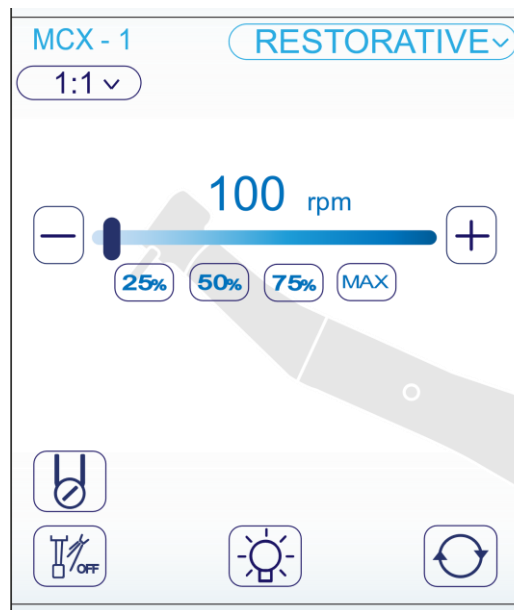 MCX - 1
RESTORATIVE
1:1
100 rpm
25% 50% 75% MAX
OFF